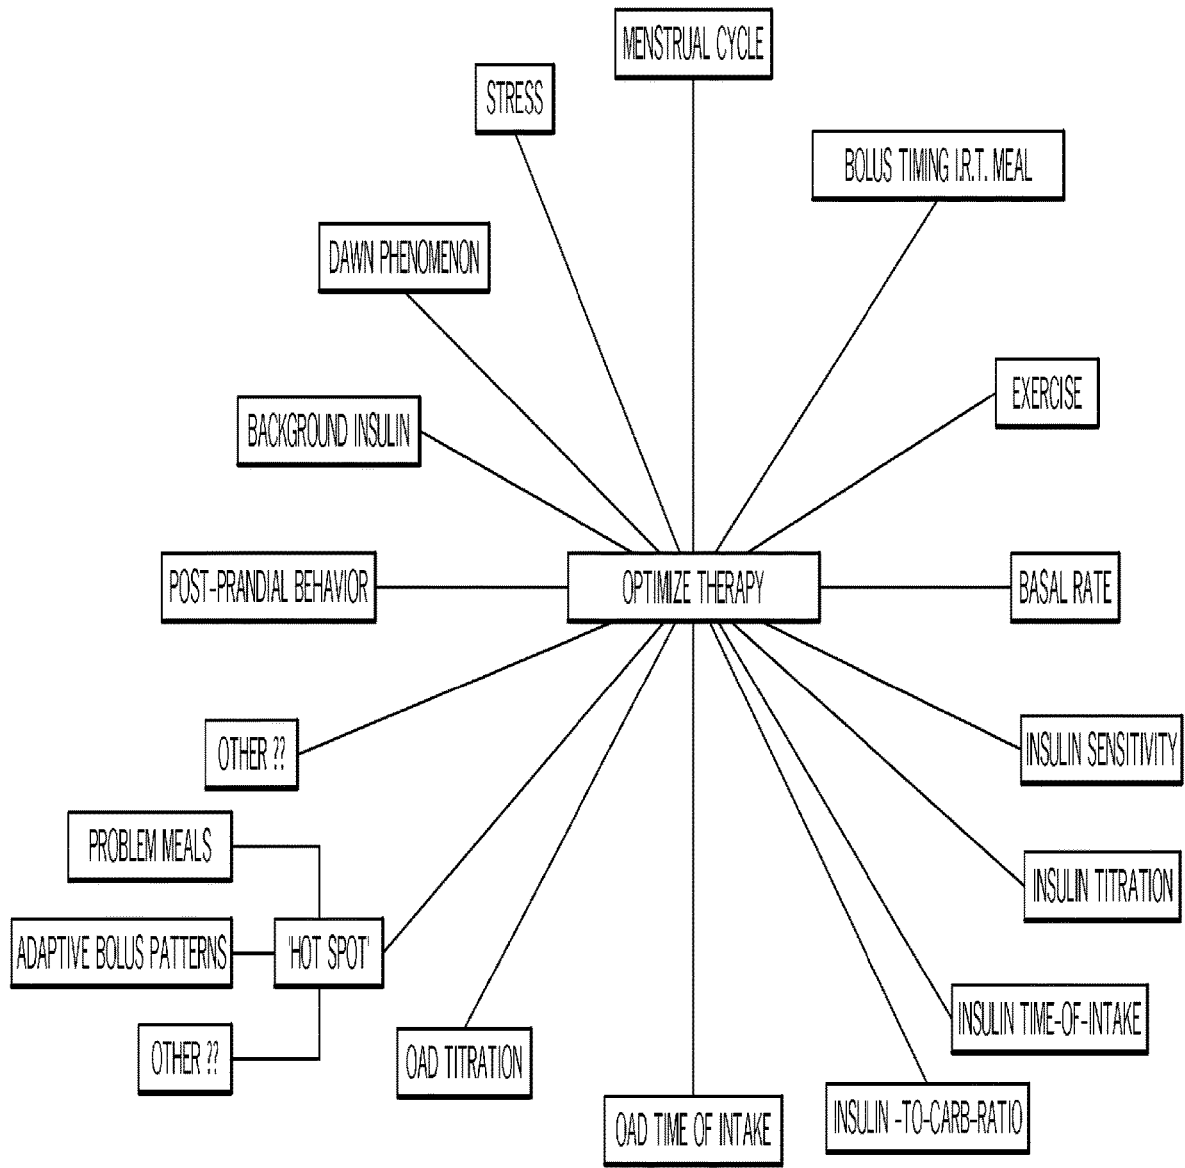 MENSTRUAL CYCLE
STRESS
BOLUS TIMING I.R.T. MEAL
DAWN PHENOMENON
EXERCISE
BACKGROUND INSULIN
POST-PRANDIAL BEHAVIOR
OPTIMIZE THERAPY
BASAL RATE
OTHER ??
INSULIN SENSITIVITY
PROBLEM MEALS
INSULIN TITRATION
ADAPTIVE BOLUS PATTERNS
'HOT SPOT'
INSULIN TIME-OF-INTAKE
OTHER ??
OAD TITRATION
INSULIN -TO-CARB-RATIO
OAD TIME OF INTAKE